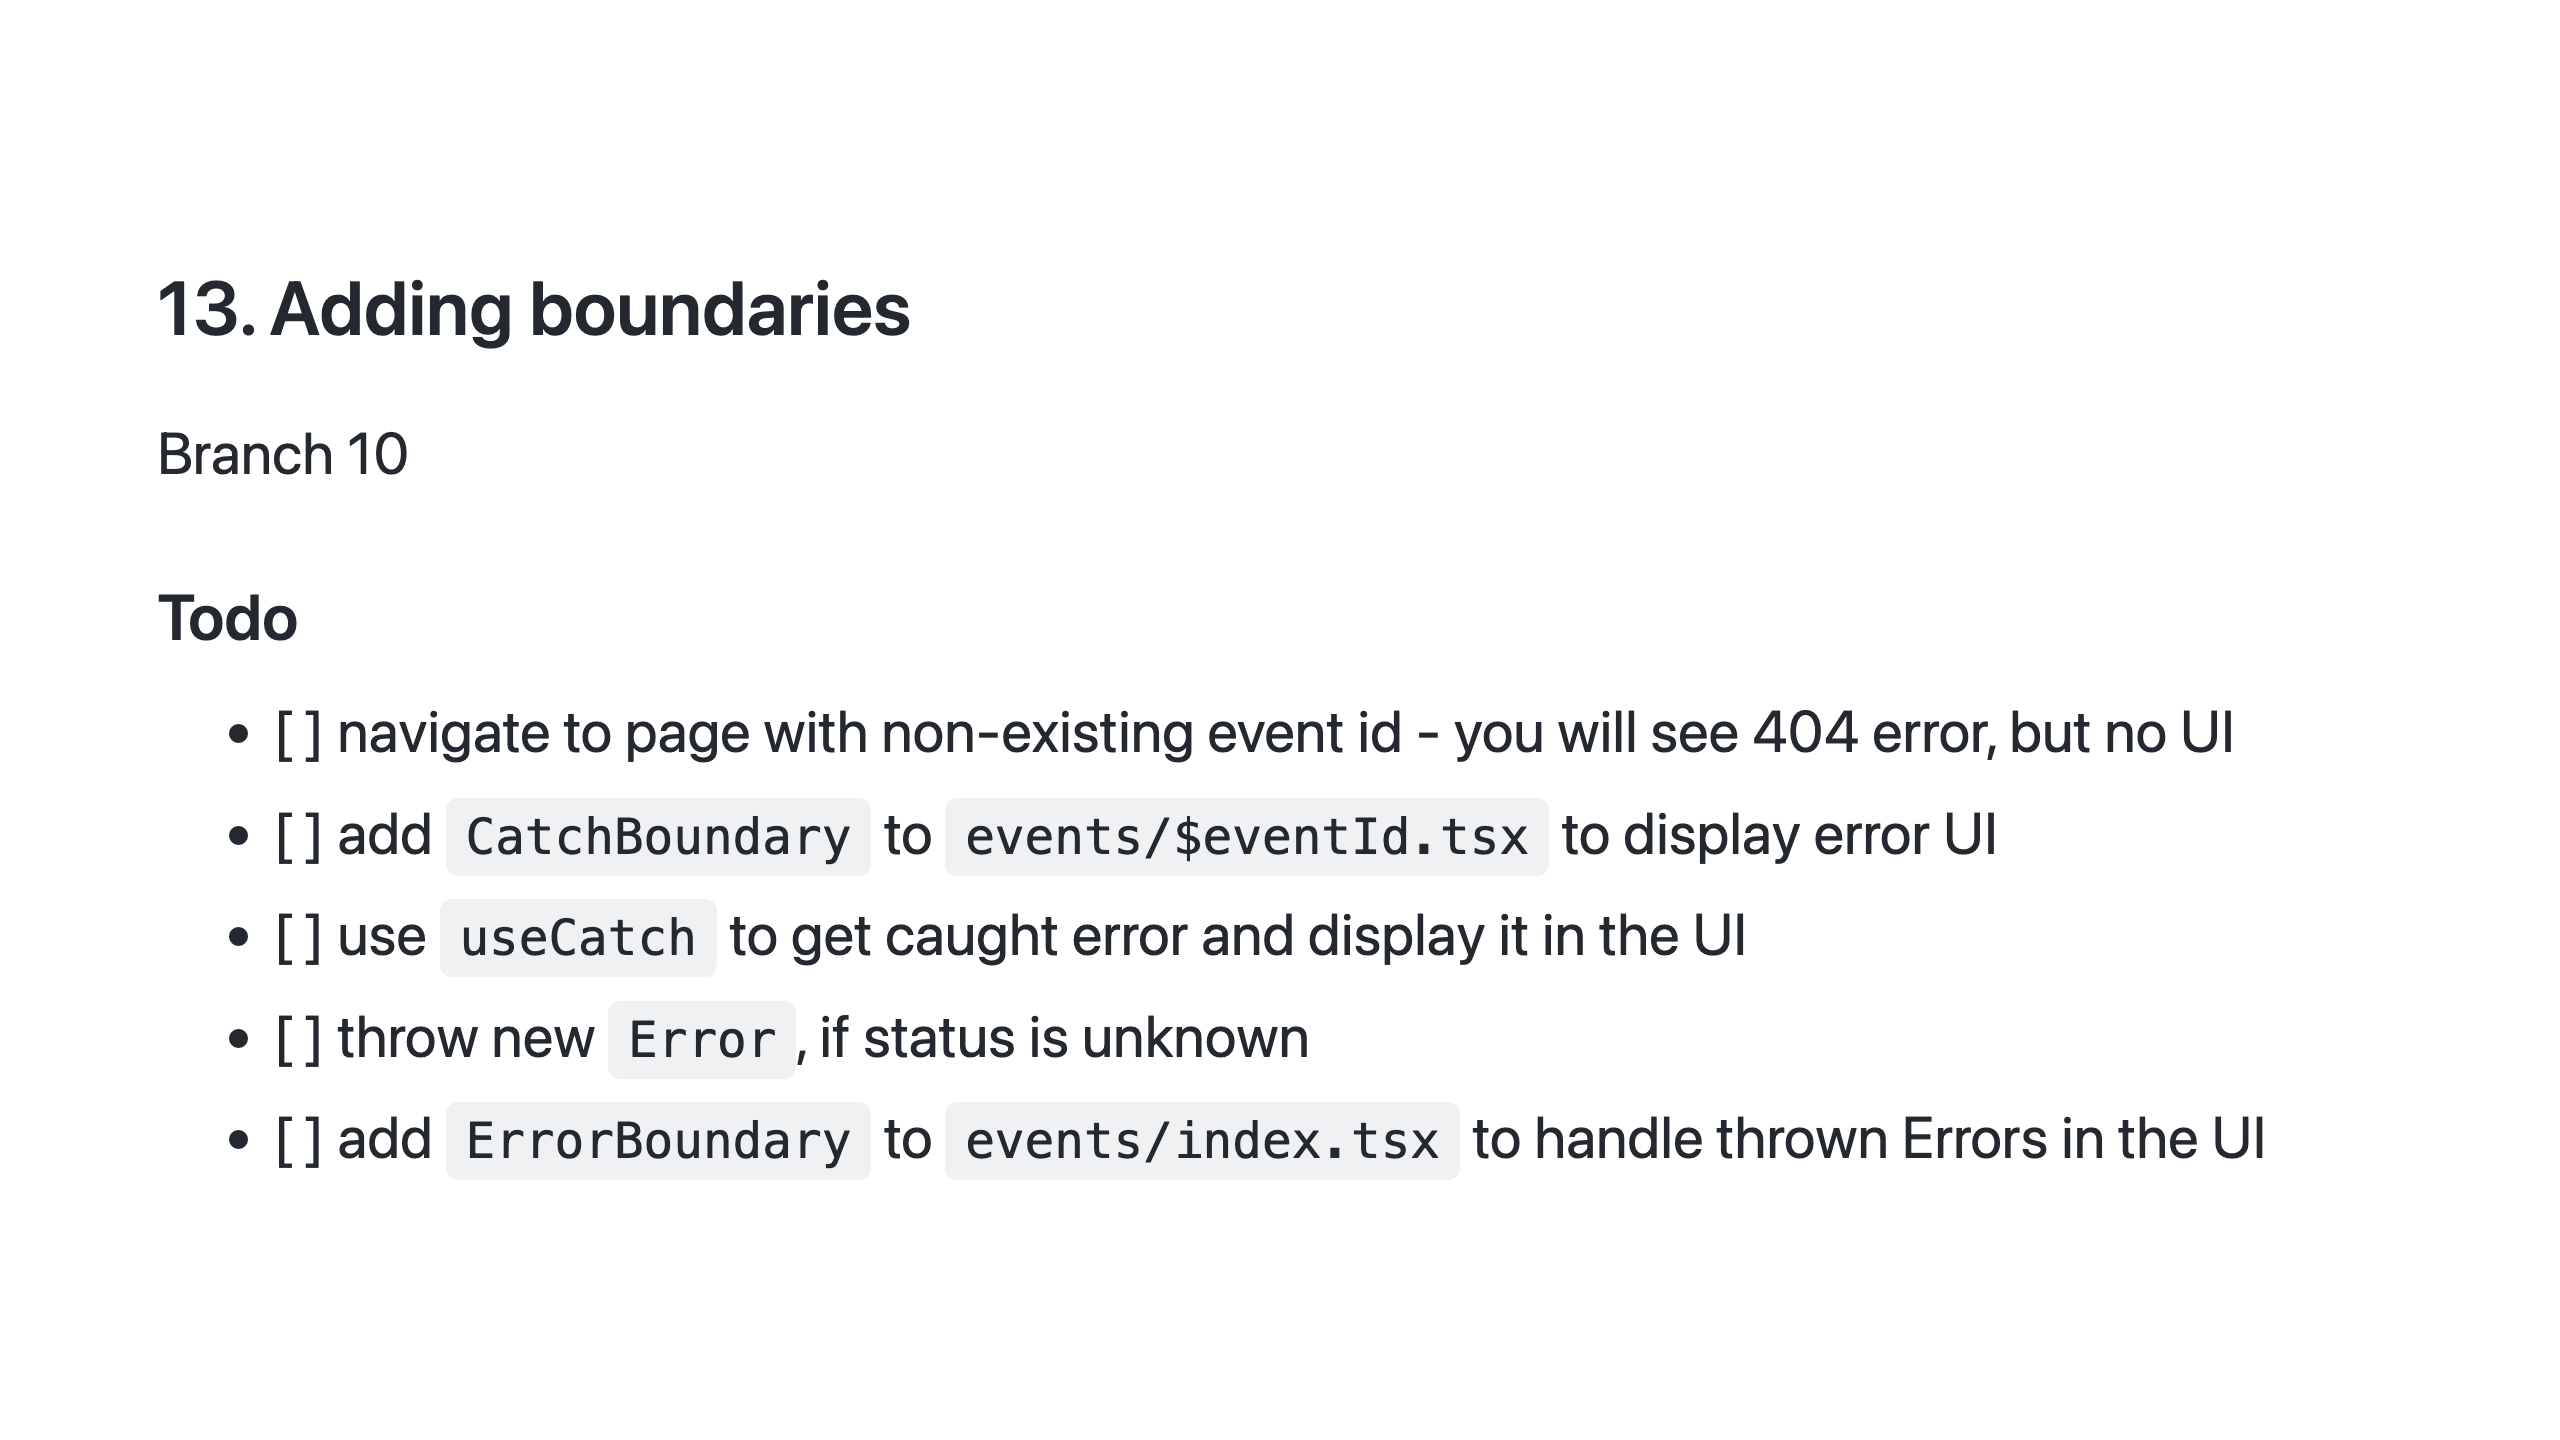 13. Adding boundaries
Branch 10
Todo
• [ ] navigate to page with non-existing event id - you will see 404 error, but no UI
• [ ] add CatchBoundary to events/$eventId.tsx to display error UI
• [ ] use useCatch to get caught error and display it in the UI
• [ ] throw new Error, if status is unknown
• [ ] add ErrorBoundary to events/index.tsx to handle thrown Errors in the UI